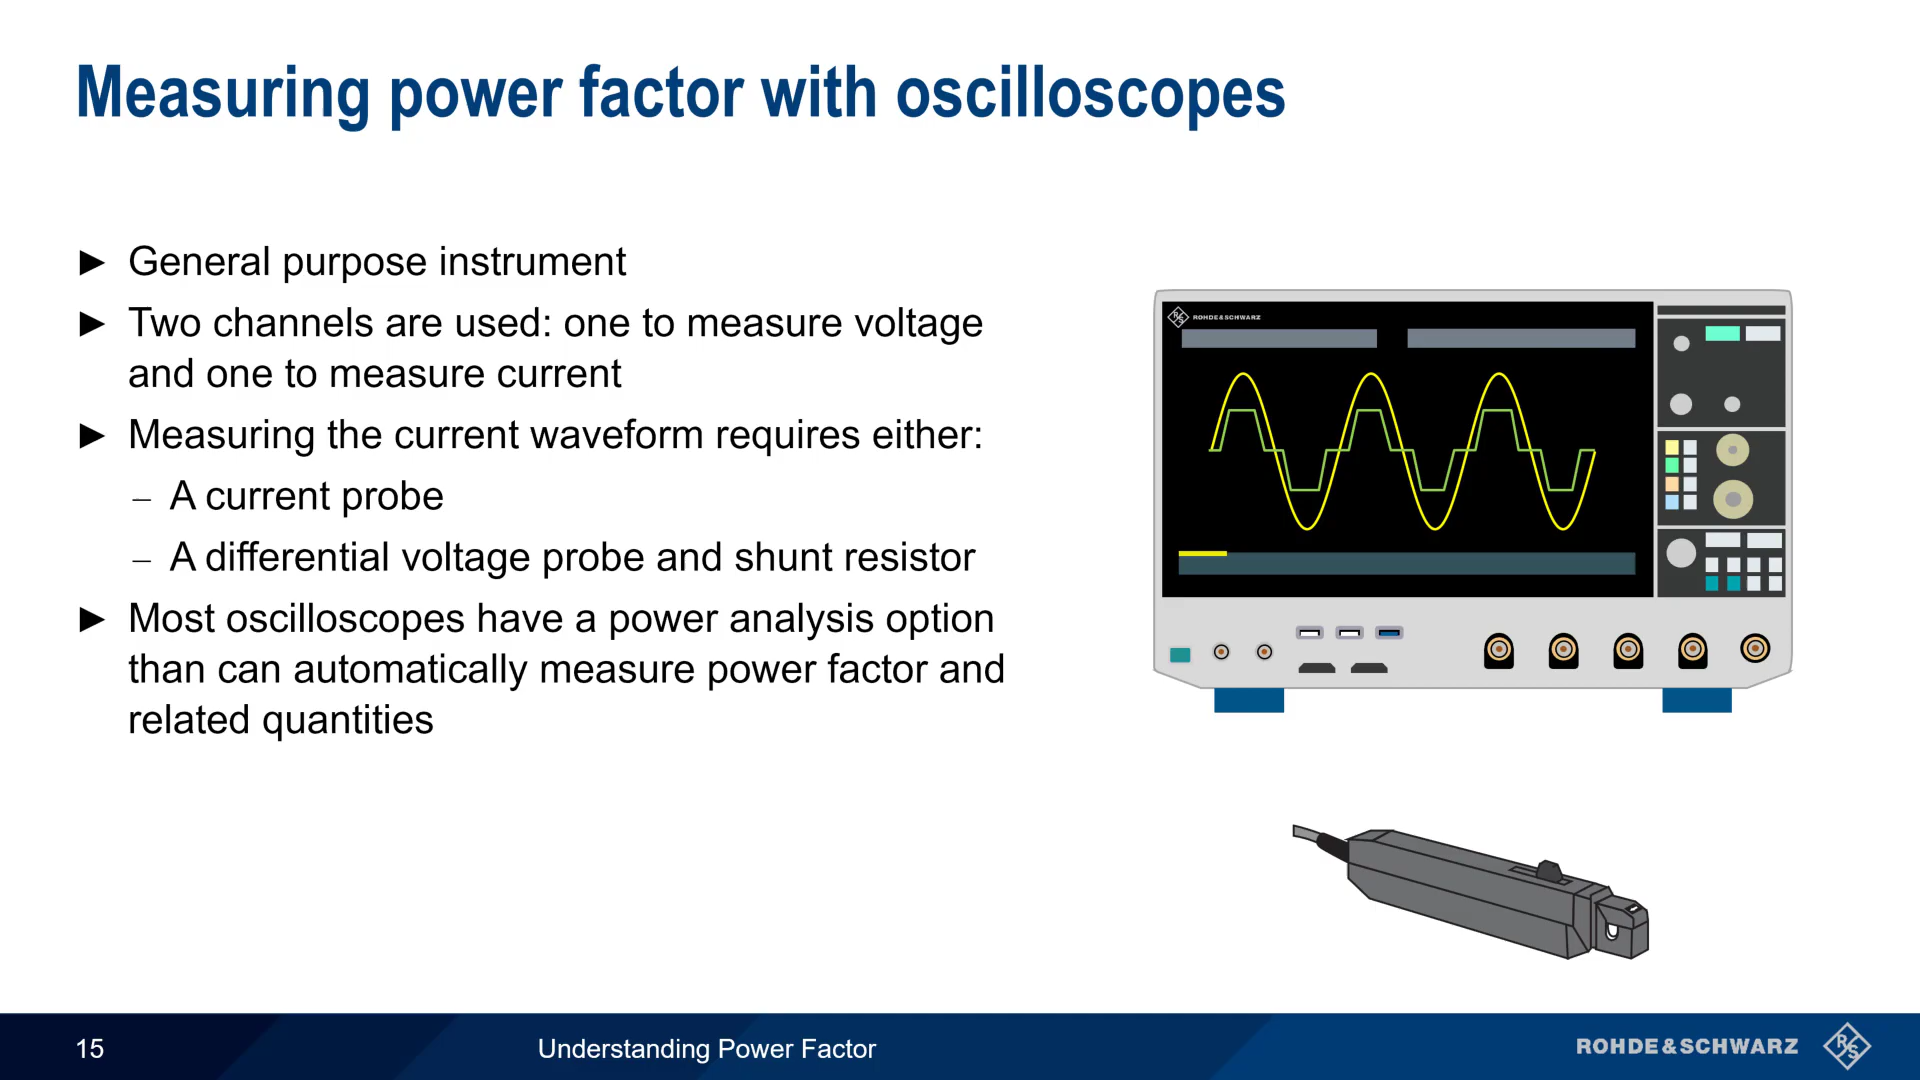 Measuring power factor with oscilloscopes
► General purpose instrument
► Two channels are used: one to measure voltage
and one to measure current
► Measuring the current waveform requires either:
– A current probe
– A differential voltage probe and shunt resistor
► Most oscilloscopes have a power analysis option
than can automatically measure power factor and
related quantities
R&S ROHDE&SCHWARZ
15
Understanding Power Factor
ROHDE&SCHWARZ R&S